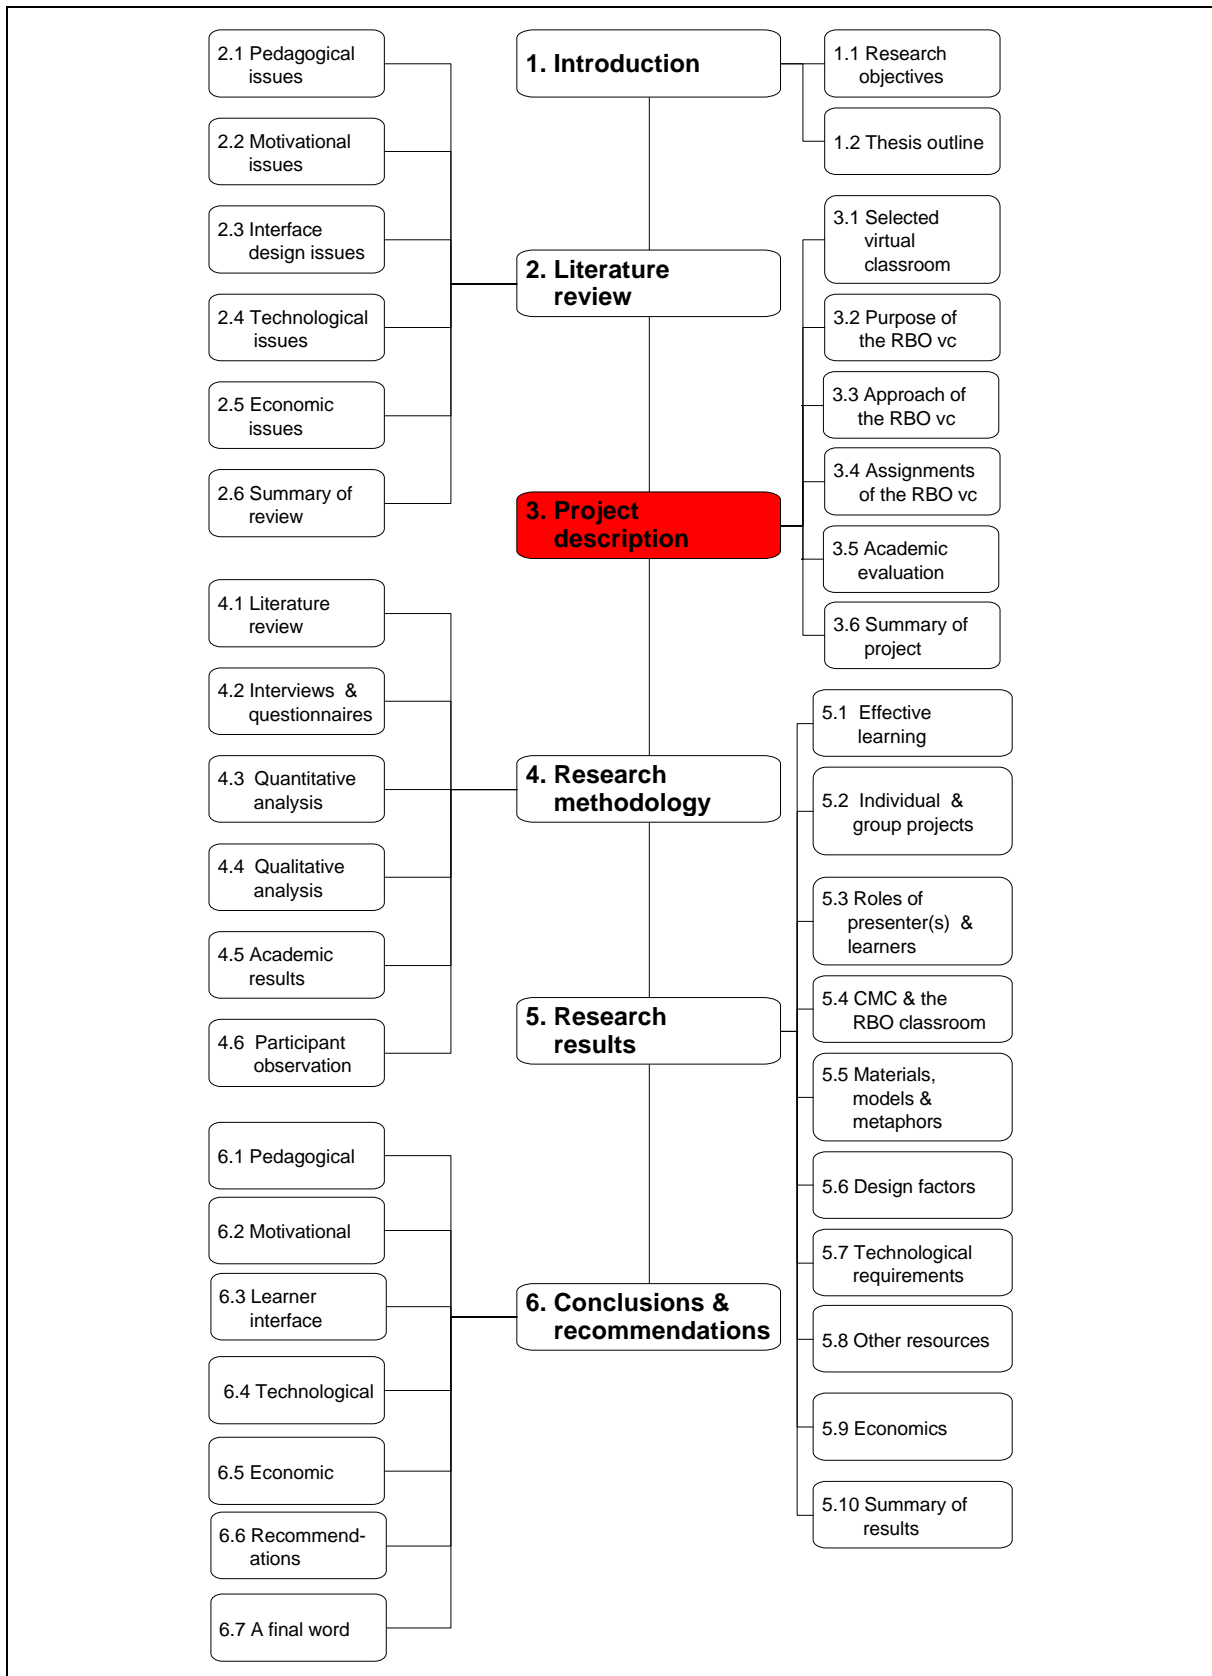 1. Introduction
1.1 Research
objectives
1.2 Thesis outline
2. Literature
review
2.1 Pedagogical
issues
2.2 Motivational
issues
2.3 Interface
design issues
2.4 Technological
issues
2.5 Economic
issues
2.6 Summary of
review
3. Project
description
3.1 Selected
virtual
classroom
3.2 Purpose of
the RBO vc
3.3 Approach of
the RBO vc
3.4 Assignments
of the RBO vc
3.5 Academic
evaluation
3.6 Summary of
project
4. Research
methodology
4.1 Literature
review
4.2 Interviews &
questionnaires
4.3 Quantitative
analysis
4.4 Qualitative
analysis
4.5 Academic
results
4.6 Participant
observation
5. Research
results
5.1 Effective
learning
5.2 Individual &
group projects
5.3 Roles of
presenter(s) &
learners
5.4 CMC & the
RBO classroom
5.5 Materials,
models &
metaphors
5.6 Design factors
5.7 Technological
requirements
5.8 Other resources
5.9 Economics
5.10 Summary of
results
6. Conclusions &
recommendations
6.1 Pedagogical
6.2 Motivational
6.3 Learner
interface
6.4 Technological
6.5 Economic
6.6 Recommend-
ations
6.7 A final word